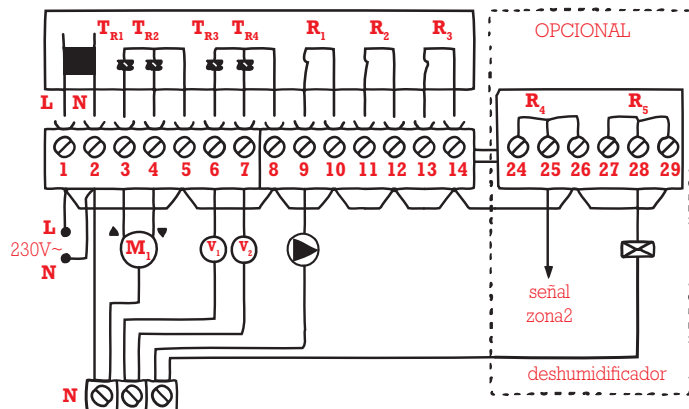 TR1 TR2 TR3 TR4 R1 R2 R3 OPCIONAL
L N
R4 R5
1 2 3 4 5 6 7 8 9 10 11 12 13 14 24 25 26 27 28 29
L
230V~
N
M1 V1 V2
señal
zona2
deshumidificador
N